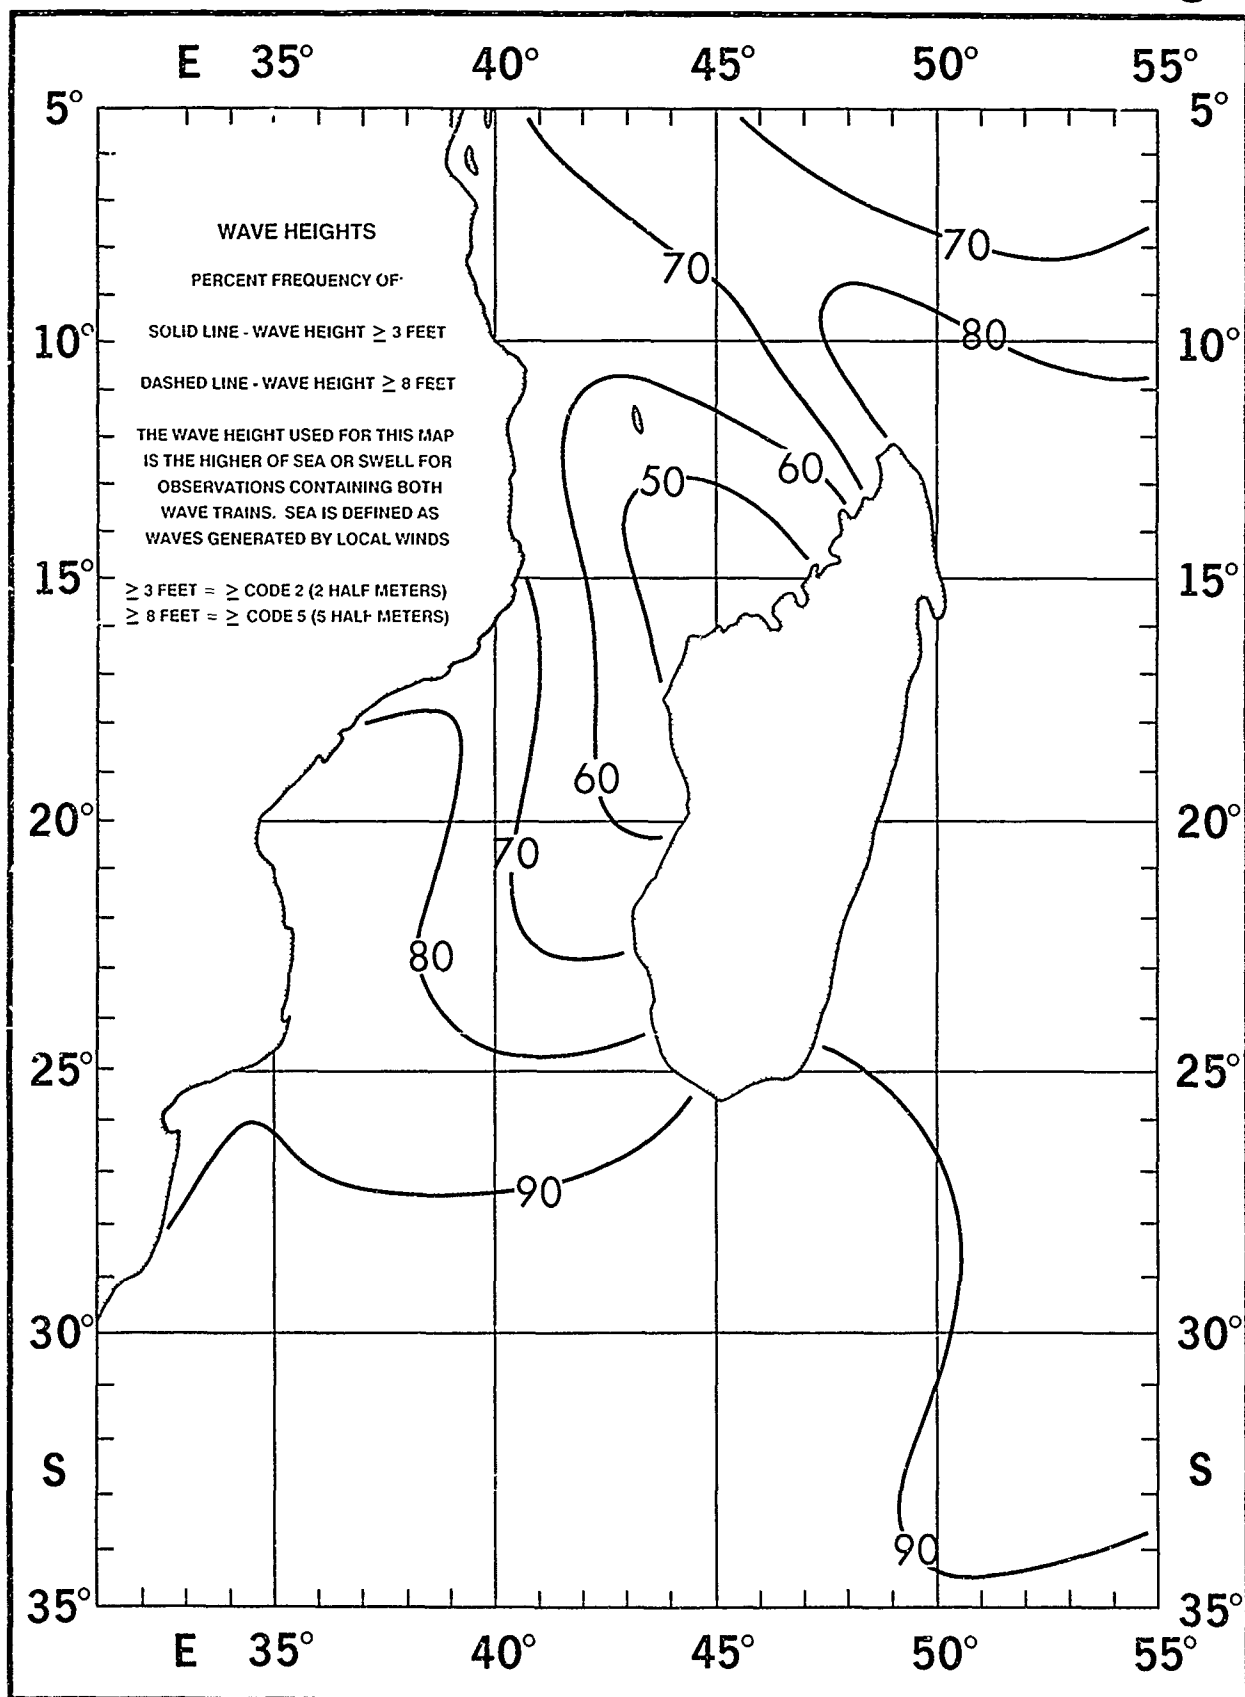 E 35° 40° 45° 50° 55°
5° 5°
WAVE HEIGHTS
PERCENT FREQUENCY OF·
70
70
SOLID LINE - WAVE HEIGHT ≥ 3 FEET
80
10° 10°
DASHED LINE - WAVE HEIGHT ≥ 8 FEET
THE WAVE HEIGHT USED FOR THIS MAP
IS THE HIGHER OF SEA OR SWELL FOR
OBSERVATIONS CONTAINING BOTH
WAVE TRAINS. SEA IS DEFINED AS
WAVES GENERATED BY LOCAL WINDS
60
50
15° 15°
≥ 3 FEET = ≥ CODE 2 (2 HALF METERS)
≥ 8 FEET = ≥ CODE 5 (5 HALF METERS)
60
20° 20°
70
80
25° 25°
90
30° 30°
S S
90
35° 35°
E 35° 40° 45° 50° 55°